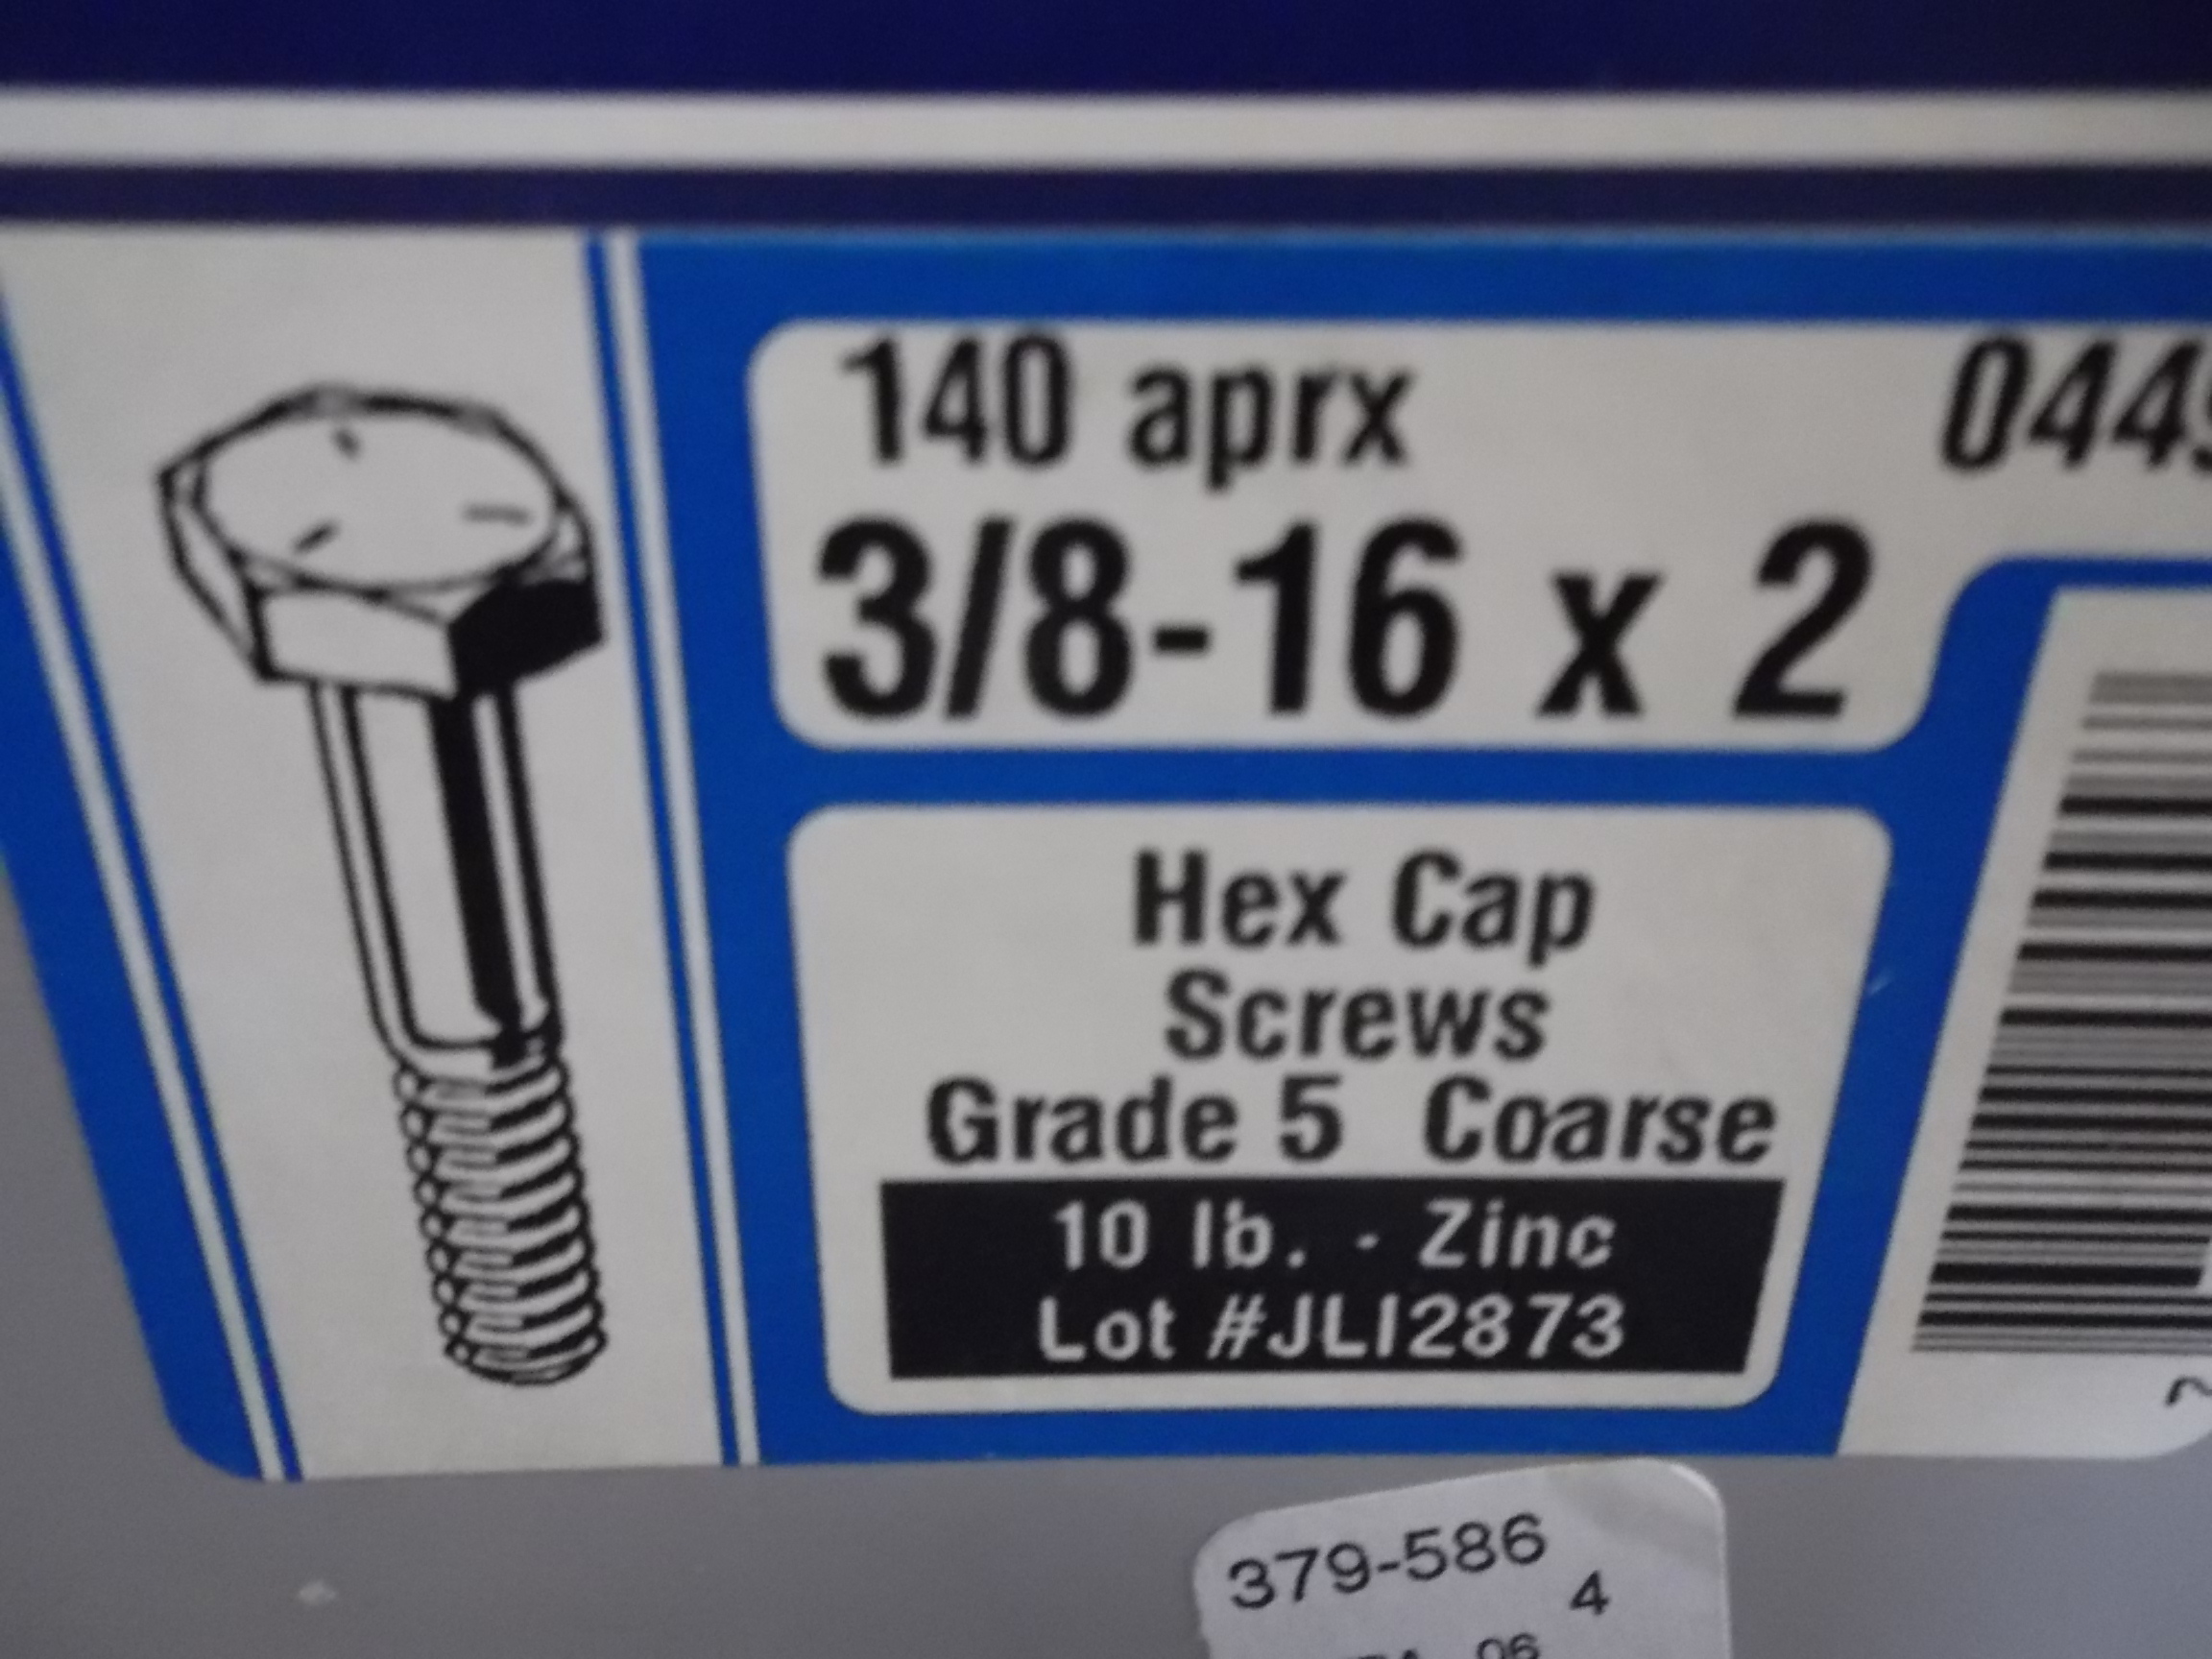 140 aprx 0449
3/8-16 x 2
Hex Cap
Screws
Grade 5 Coarse
10 lb. - Zinc
Lot #JLI2873
379-586
4
06